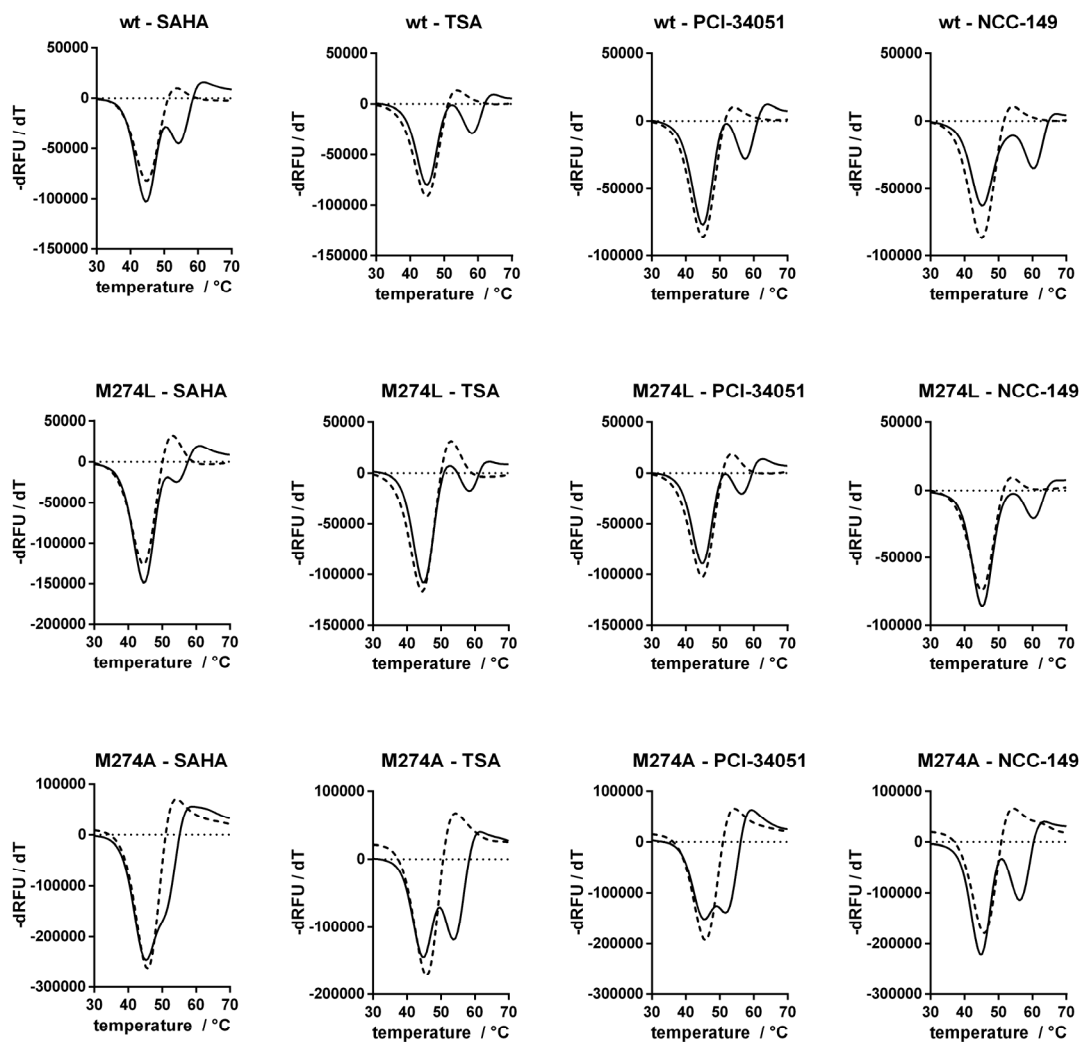 wt - SAHA
50000
0
-50000
-100000
-150000
-dRFU / dT
30 40 50 60 70
temperature / °C
wt - TSA
50000
0
-50000
-100000
-150000
-dRFU / dT
30 40 50 60 70
temperature / °C
wt - PCI-34051
50000
0
-50000
-100000
-dRFU / dT
30 40 50 60 70
temperature / °C
wt - NCC-149
50000
0
-50000
-100000
-dRFU / dT
30 40 50 60 70
temperature / °C
M274L - SAHA
50000
0
-50000
-100000
-150000
-200000
-dRFU / dT
30 40 50 60 70
temperature / °C
M274L - TSA
50000
0
-50000
-100000
-150000
-dRFU / dT
30 40 50 60 70
temperature / °C
M274L - PCI-34051
50000
0
-50000
-100000
-150000
-dRFU / dT
30 40 50 60 70
temperature / °C
M274L - NCC-149
50000
0
-50000
-100000
-dRFU / dT
30 40 50 60 70
temperature / °C
M274A - SAHA
100000
0
-100000
-200000
-300000
-dRFU / dT
30 40 50 60 70
temperature / °C
M274A - TSA
100000
0
-100000
-200000
-dRFU / dT
30 40 50 60 70
temperature / °C
M274A - PCI-34051
100000
0
-100000
-200000
-300000
-dRFU / dT
30 40 50 60 70
temperature / °C
M274A - NCC-149
100000
0
-100000
-200000
-300000
-dRFU / dT
30 40 50 60 70
temperature / °C